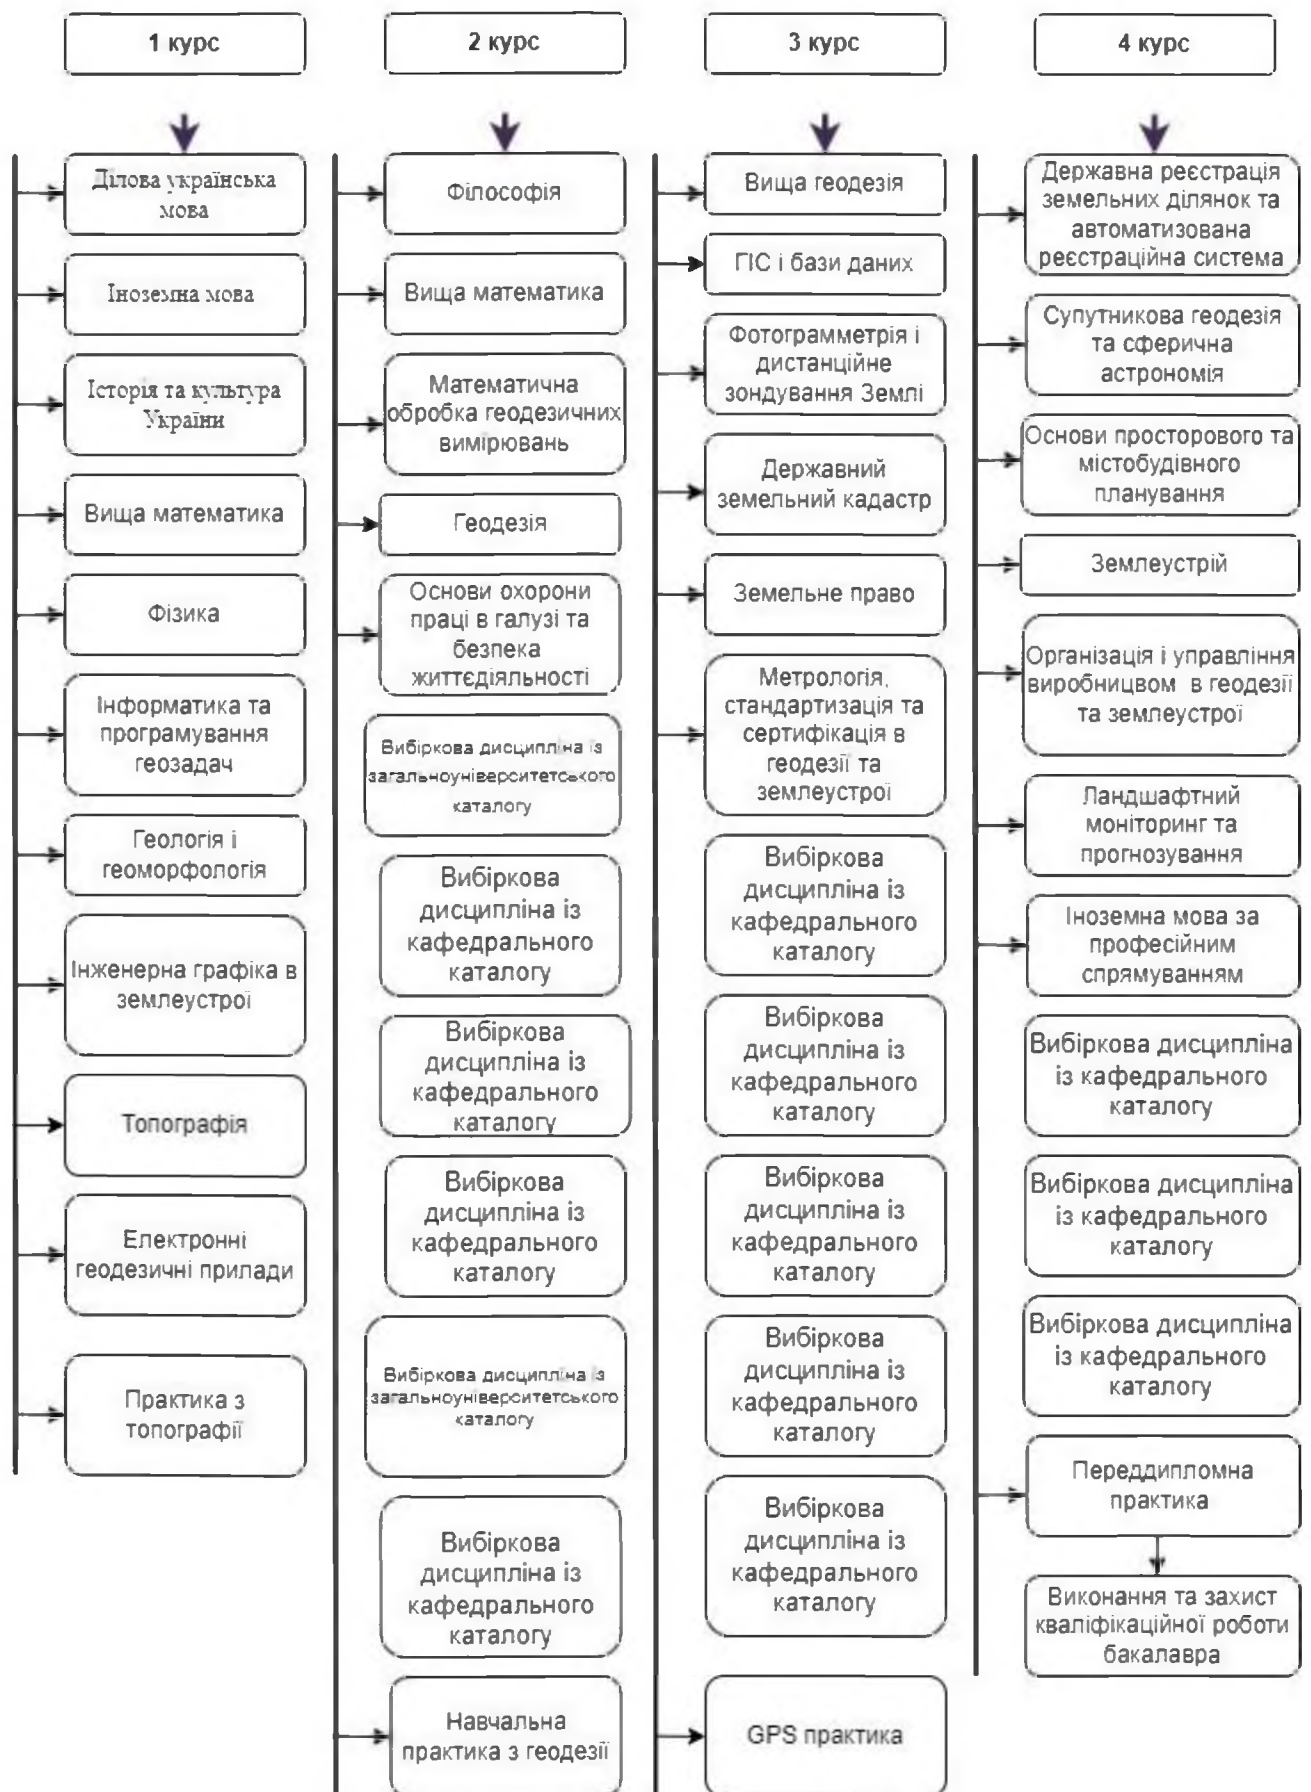 1 курс
2 курс
3 курс
4 курс
Ділова українська
мова
Іноземна мова
Історія та культура
України
Вища математика
Фізика
Інформатика та
програмування
геозадач
Геологія і
геоморфологія
Інженерна графіка в
землеустрої
Топографія
Електронні
геодезичні прилади
Практика з
топографії
Філософія
Вища математика
Математична
обробка геодезичних
вимірювань
Геодезія
Основи охорони
праці в галузі та
безпека
життєдіяльності
Вибіркова дисципліна із
загальноуніверситетського
каталогу
Вибіркова
дисципліна із
кафедрального
каталогу
Вибіркова
дисципліна із
кафедрального
каталогу
Вибіркова
дисципліна із
кафедрального
каталогу
Вибіркова дисципліна із
загальноуніверситетського
каталогу
Вибіркова
дисципліна із
кафедрального
каталогу
Навчальна
практика з геодезії
Вища геодезія
ГІС і бази даних
Фотограмметрія і
дистанційне
зондування Землі
Державний
земельний кадастр
Земельне право
Метрологія,
стандартизація та
сертифікація в
геодезії та
землеустрої
Вибіркова
дисципліна із
кафедрального
каталогу
Вибіркова
дисципліна із
кафедрального
каталогу
Вибіркова
дисципліна із
кафедрального
каталогу
Вибіркова
дисципліна із
кафедрального
каталогу
Вибіркова
дисципліна із
кафедрального
каталогу
GPS практика
Державна реєстрація
земельних ділянок та
автоматизована
реєстраційна система
Супутникова геодезія
та сферична
астрономія
Основи просторового та
містобудівного
планування
Землеустрій
Організація і управління
виробницвом в геодезії
та землеустрої
Ландшафтний
моніторинг та
прогнозування
Іноземна мова за
професійним
спрямуванням
Вибіркова дисципліна
із кафедрального
каталогу
Вибіркова дисципліна
із кафедрального
каталогу
Вибіркова дисципліна
із кафедрального
каталогу
Переддипломна
практика
Виконання та захист
кваліфікаційної роботи
бакалавра